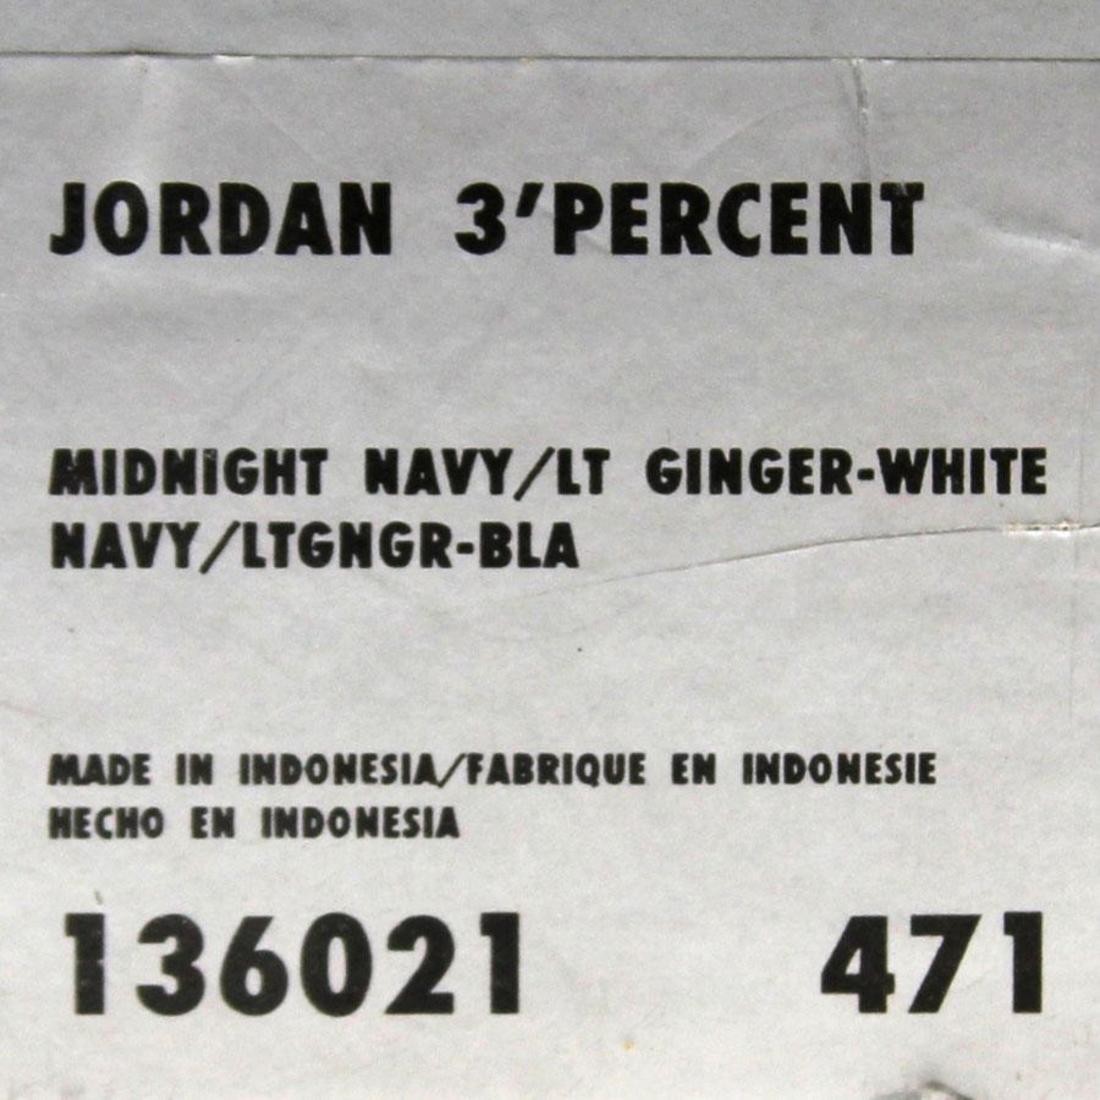 JORDAN 3'PERCENT
MIDNIGHT NAVY/LT GINGER-WHITE
NAVY/LTGNGR-BLA
MADE IN INDONESIA/FABRIQUE EN INDONESIE
HECHO EN INDONESIA
136021 471